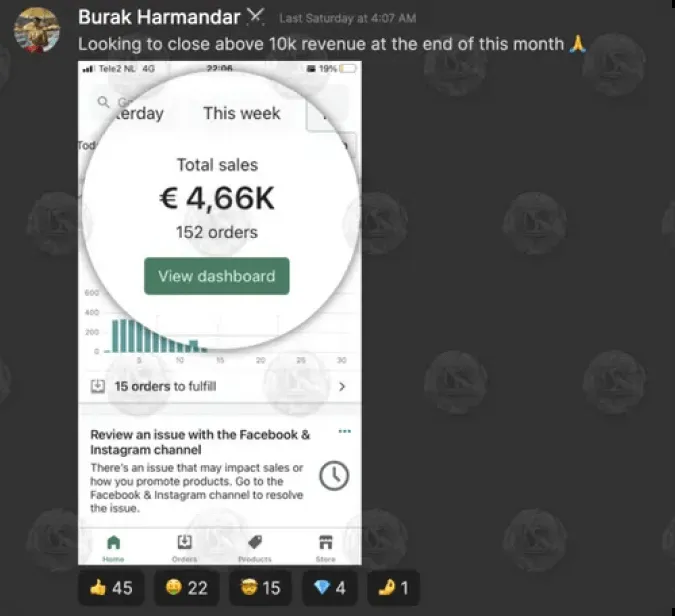 Burak Harmandar Last Saturday at 4:07 AM
Looking to close above 10k revenue at the end of this month 🙏
Tele2 NL 4G 22:06 19%
terday This week
Total sales
€ 4,66K
152 orders
View dashboard
600
400
200
0
10 15 20 25 30
15 orders to fulfill
Review an issue with the Facebook &
Instagram channel
There's an issue that may impact sales or
how you promote products. Go to the
Facebook & Instagram channel to resolve
the issue.
Home Orders Products Store
👍 45 🤑 22 🤯 15 💎 4 🤌 1